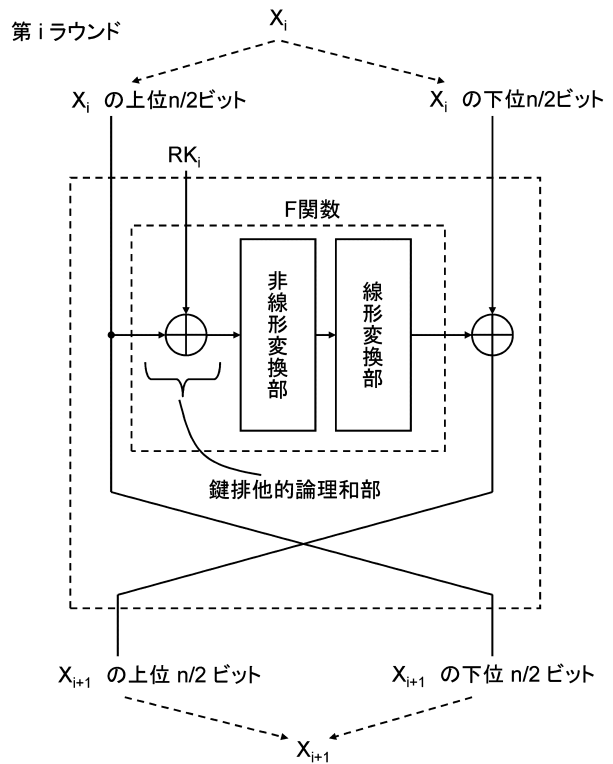 第 i ラウンド
Xi
Xi の上位n/2ビット
Xi の下位n/2ビット
RKi
F関数
非線形変換部
線形変換部
鍵排他的論理和部
Xi+1 の上位 n/2 ビット
Xi+1 の下位 n/2 ビット
Xi+1